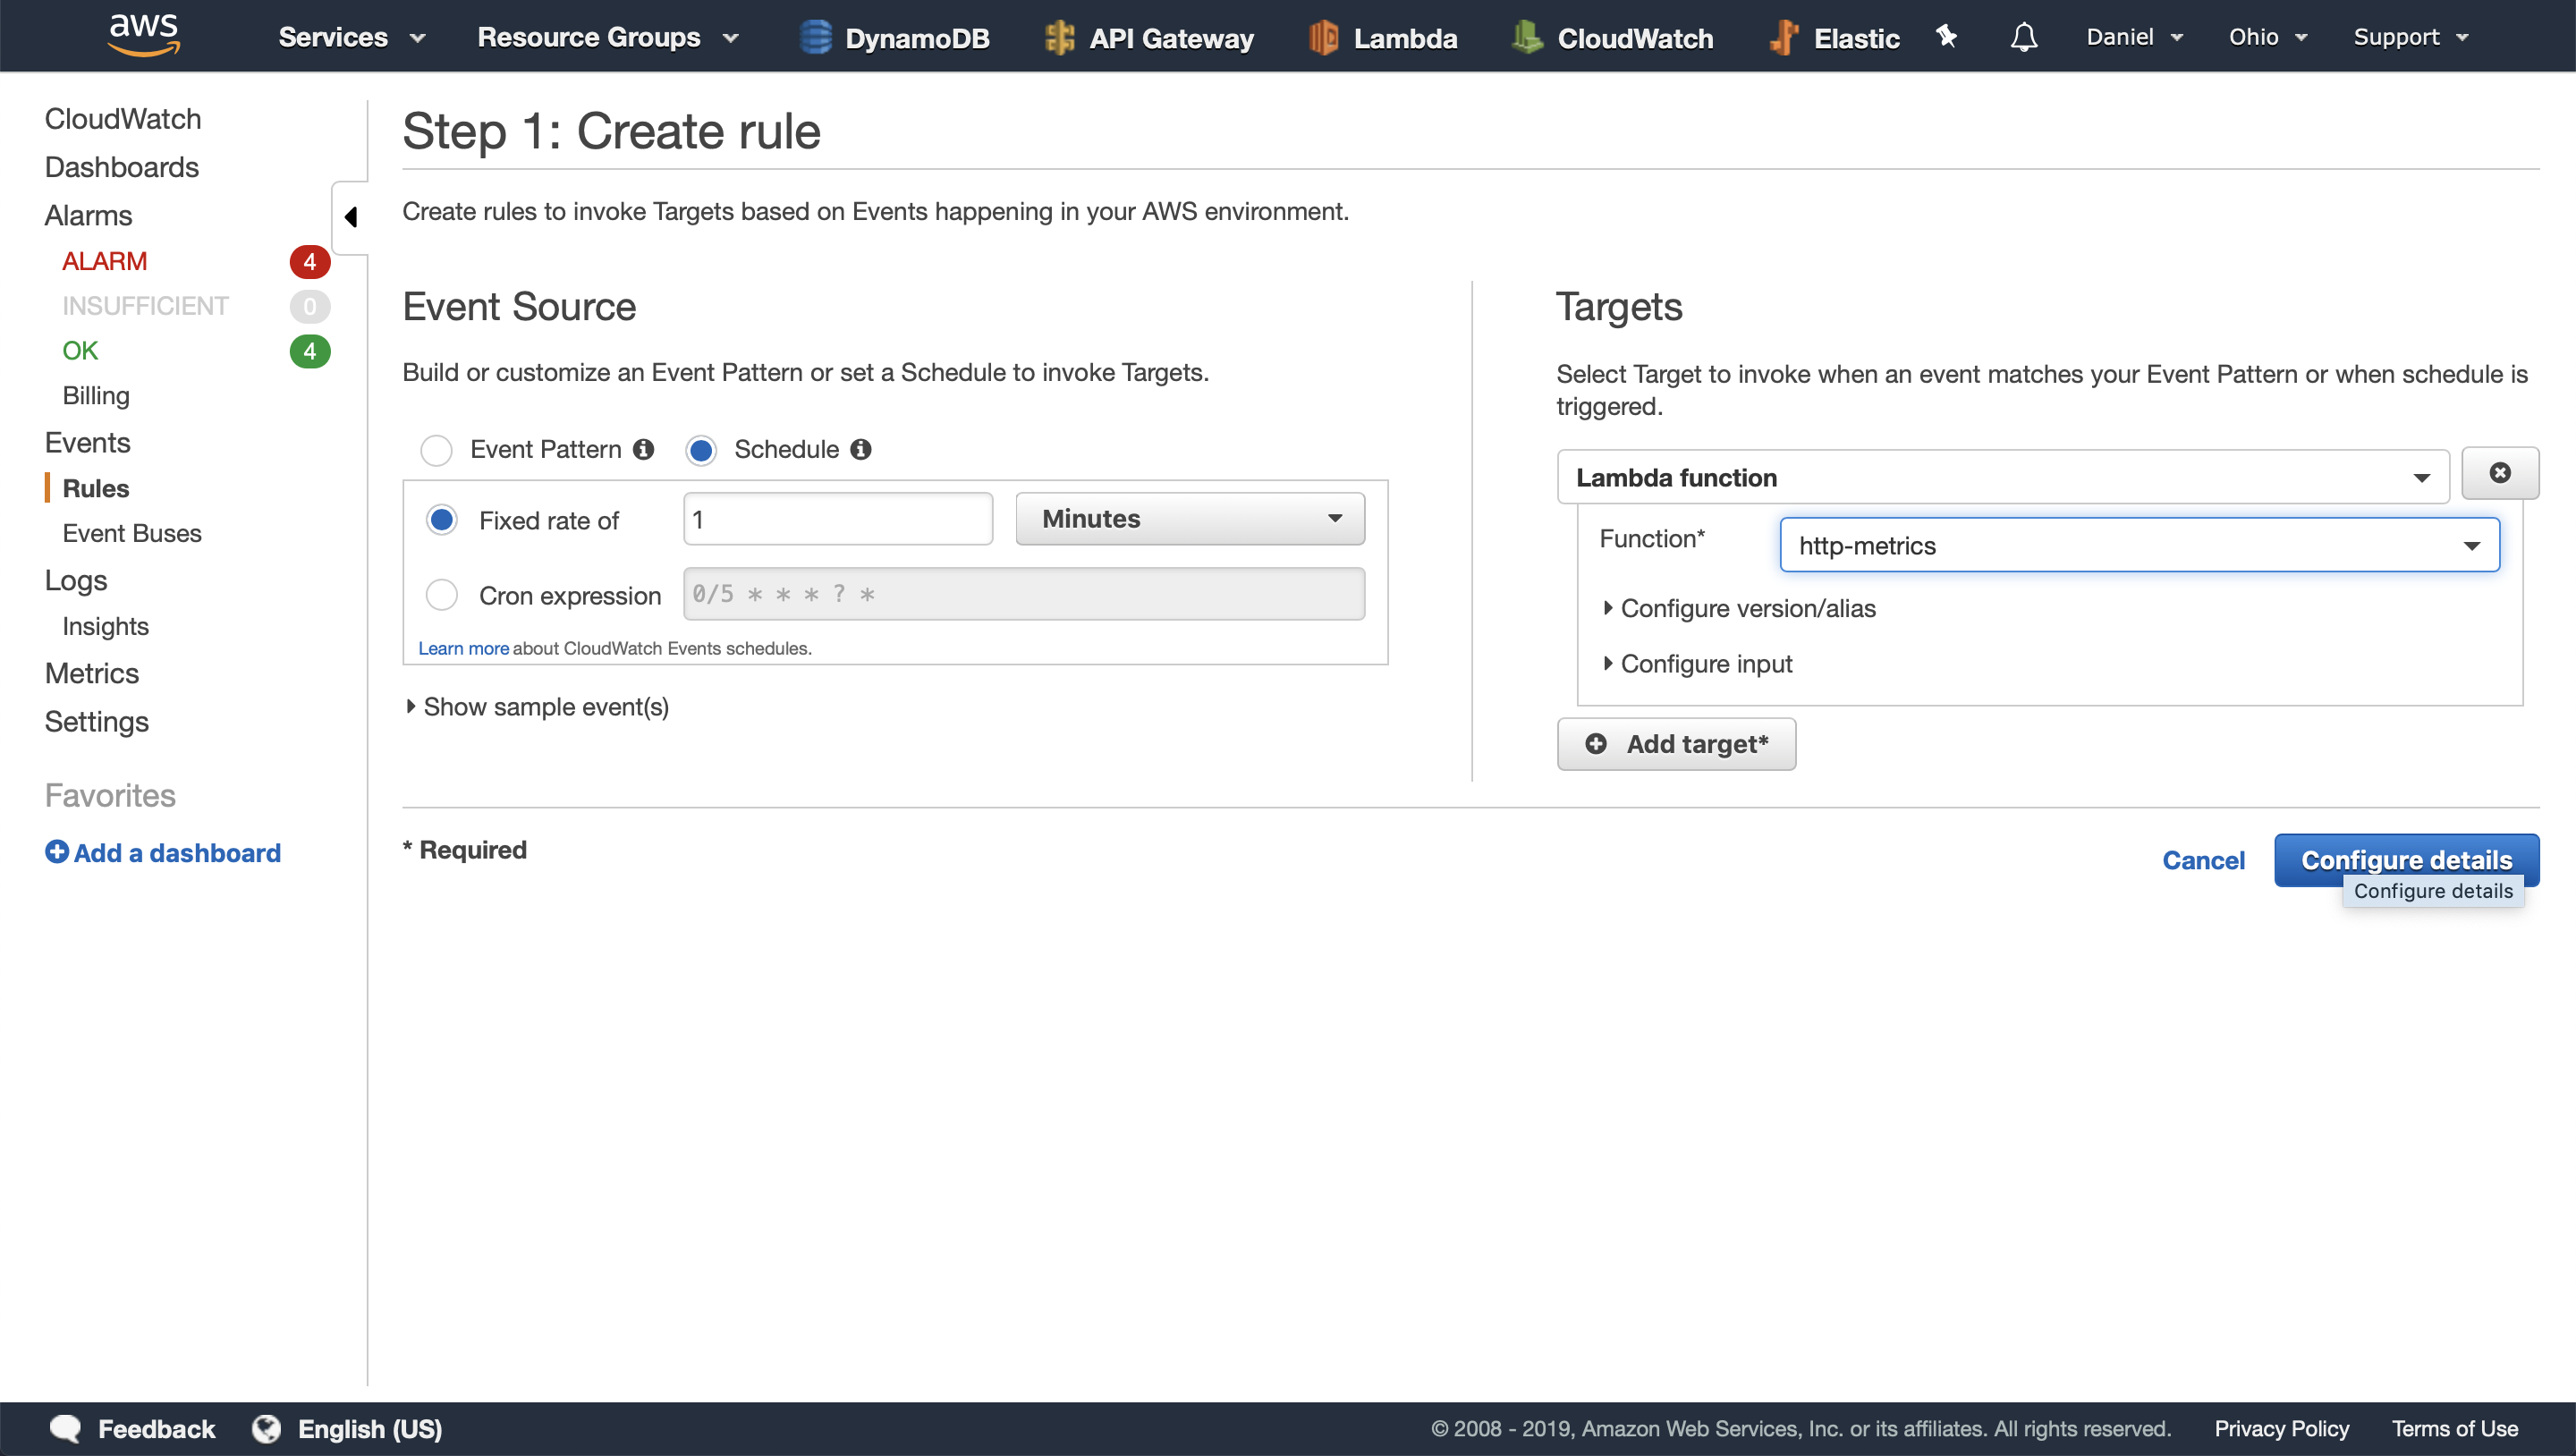 aws Services Resource Groups DynamoDB API Gateway Lambda CloudWatch Elastic Daniel Ohio Support
CloudWatch
Dashboards
Alarms
ALARM 4
INSUFFICIENT 0
OK 4
Billing
Events
Rules
Event Buses
Logs
Insights
Metrics
Settings
Favorites
Add a dashboard
Step 1: Create rule
Create rules to invoke Targets based on Events happening in your AWS environment.
Event Source
Build or customize an Event Pattern or set a Schedule to invoke Targets.
Event Pattern Schedule
Fixed rate of 1 Minutes
Cron expression 0/5 * * * ? *
Learn more about CloudWatch Events schedules.
Show sample event(s)
Targets
Select Target to invoke when an event matches your Event Pattern or when schedule is
triggered.
Lambda function
Function* http-metrics
Configure version/alias
Configure input
Add target*
* Required
Cancel Configure details
Configure details
Feedback English (US) © 2008 - 2019, Amazon Web Services, Inc. or its affiliates. All rights reserved. Privacy Policy Terms of Use